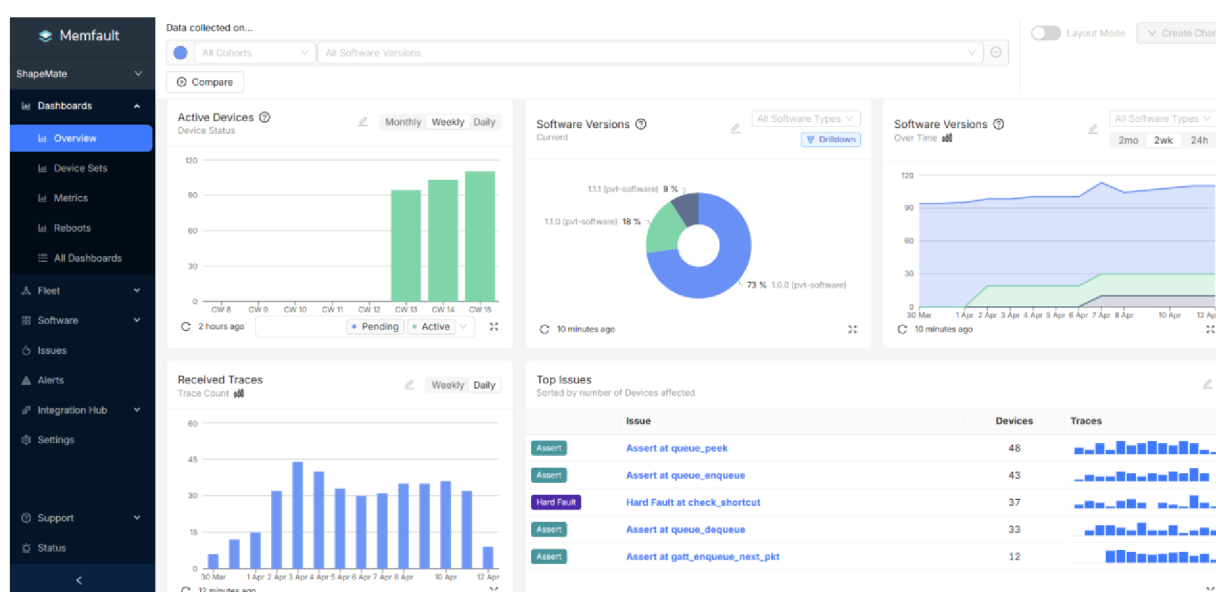 Memfault
ShapeMate
Dashboards
Overview
Device Sets
Metrics
Reboots
All Dashboards
Fleet
Software
Issues
Alerts
Integration Hub
Settings
Support
Status
Data collected on...
All Cohorts
All Software Versions
Compare
Layout Mode
Create Char
Active Devices
Device Status
Monthly Weekly Daily
120
90
60
30
0
CW 8 CW 9 CW 10 CW 11 CW 12 CW 13 CW 14 CW 15
2 hours ago
Pending Active
Software Versions
Current
All Software Types
Drilldown
1.1.1 (pvt-software) 9 %
1.1.0 (pvt-software) 18 %
73 % 1.0.0 (pvt-software)
10 minutes ago
Software Versions
Over Time
All Software Types
2mo 2wk 24h
120
90
60
30
0
30 Mar 1 Apr 2 Apr 3 Apr 4 Apr 5 Apr 6 Apr 7 Apr 8 Apr 10 Apr 12 Ap
10 minutes ago
Received Traces
Trace Count
Weekly Daily
60
45
30
15
0
30 Mar 1 Apr 2 Apr 3 Apr 4 Apr 5 Apr 6 Apr 7 Apr 8 Apr 10 Apr 12 Apr
12 minutes ago
Top Issues
Sorted by number of Devices affected
Issue Devices Traces
Assert Assert at queue_peek 48
Assert Assert at queue_enqueue 43
Hard Fault Hard Fault at check_shortcut 37
Assert Assert at queue_dequeue 33
Assert Assert at gatt_enqueue_next_pkt 12